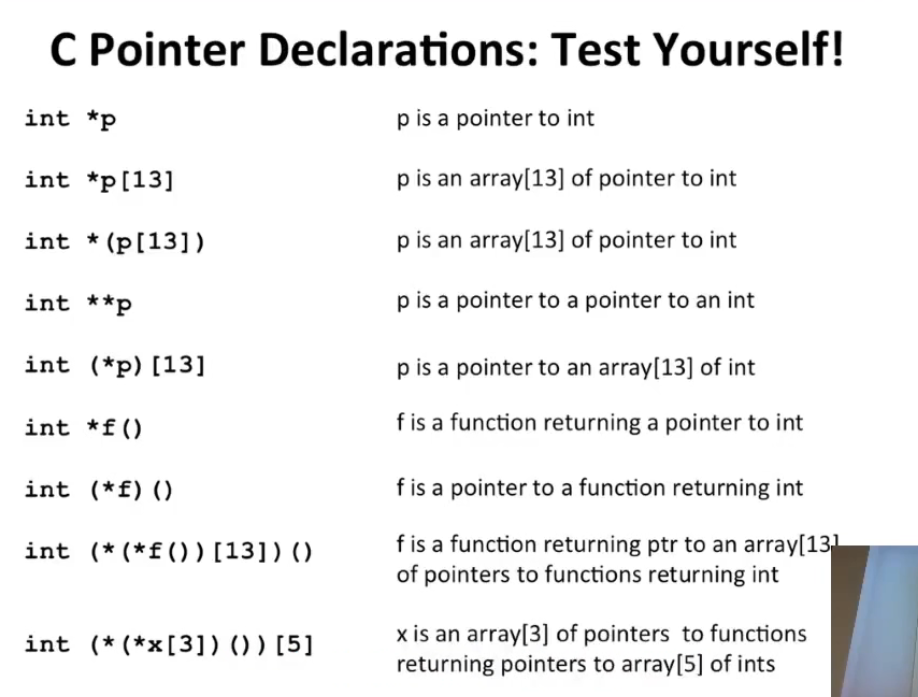 C Pointer Declarations: Test Yourself!
int *p p is a pointer to int
int *p[13] p is an array[13] of pointer to int
int *(p[13]) p is an array[13] of pointer to int
int **p p is a pointer to a pointer to an int
int (*p)[13] p is a pointer to an array[13] of int
int *f() f is a function returning a pointer to int
int (*f)() f is a pointer to a function returning int
int (*(*f())[13])() f is a function returning ptr to an array[13]
of pointers to functions returning int
int (*(*x[3])())[5] x is an array[3] of pointers to functions
returning pointers to array[5] of ints